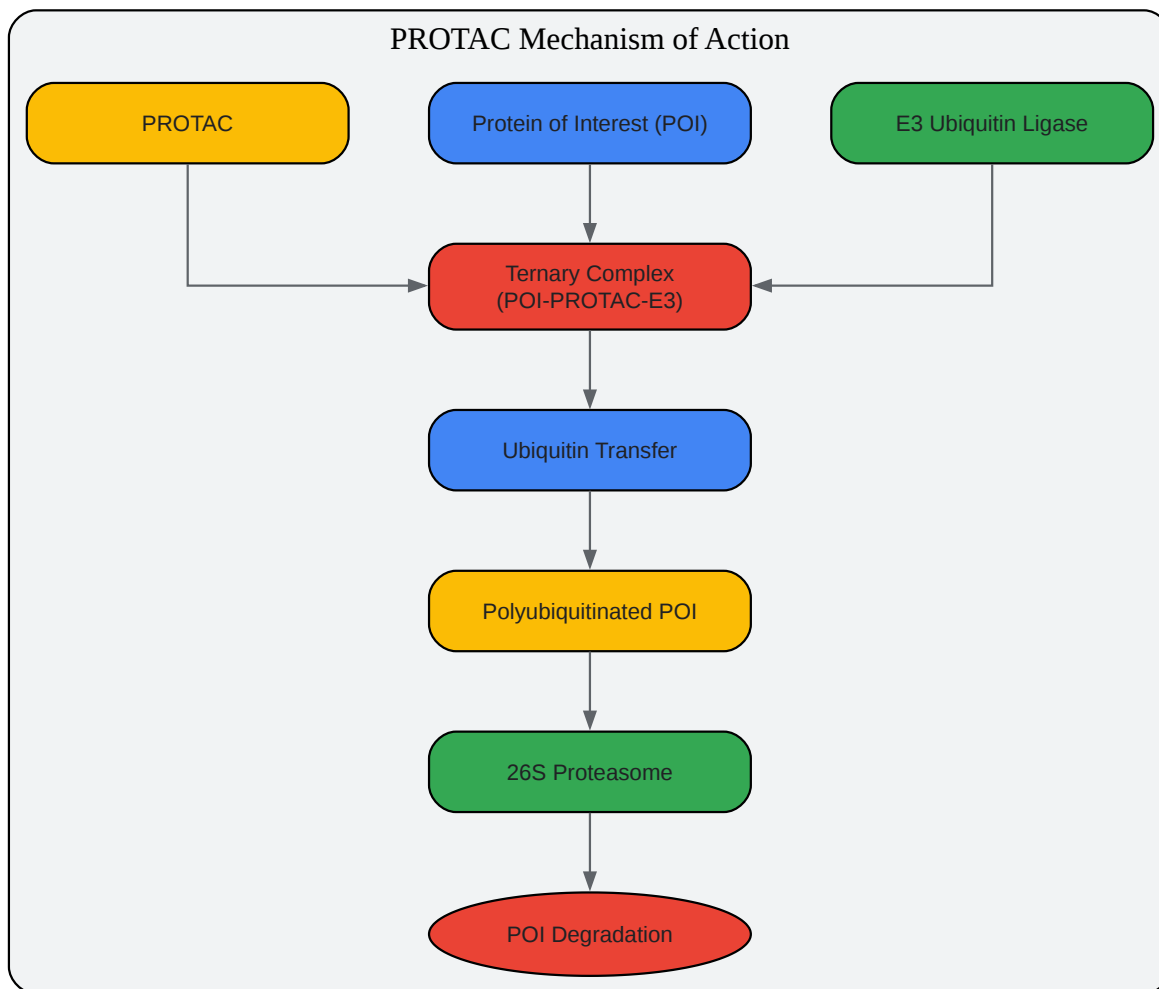 PROTAC Mechanism of Action
PROTAC
Protein of Interest (POI)
E3 Ubiquitin Ligase
Ternary Complex
(POI-PROTAC-E3)
Ubiquitin Transfer
Polyubiquitinated POI
26S Proteasome
POI Degradation